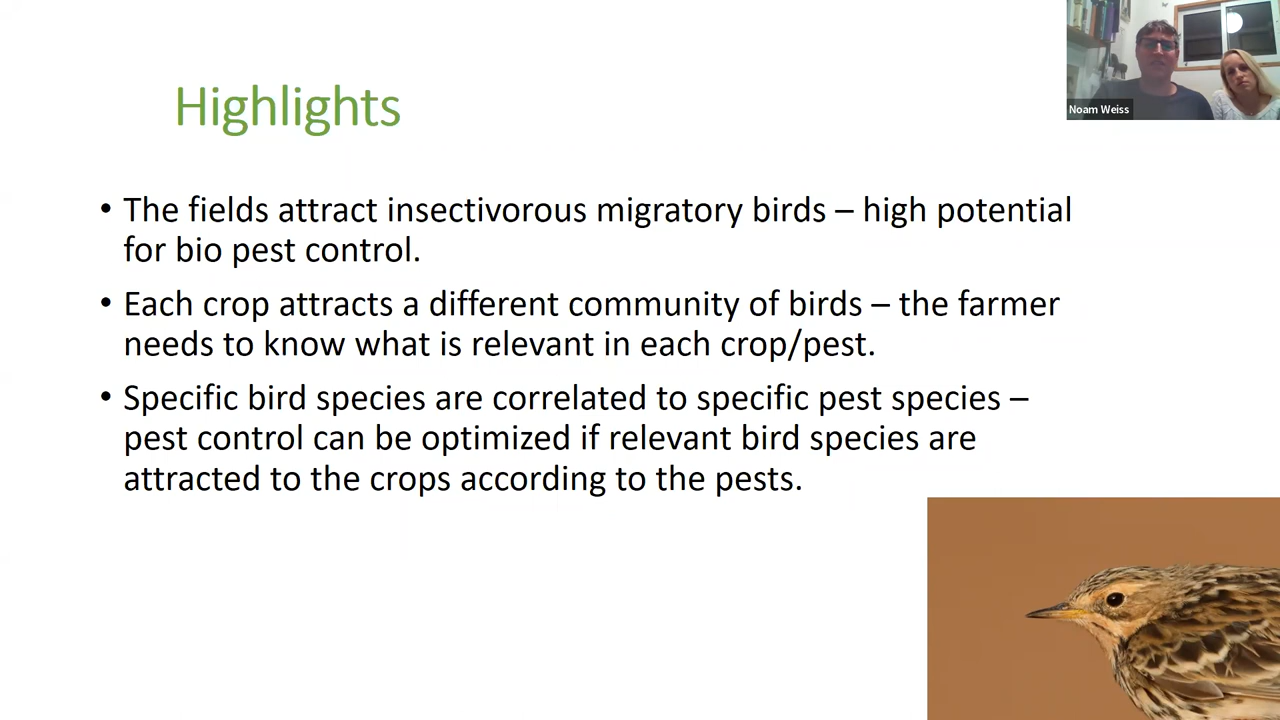 Noam Weiss
Highlights
• The fields attract insectivorous migratory birds – high potential
for bio pest control.
• Each crop attracts a different community of birds – the farmer
needs to know what is relevant in each crop/pest.
• Specific bird species are correlated to specific pest species –
pest control can be optimized if relevant bird species are
attracted to the crops according to the pests.